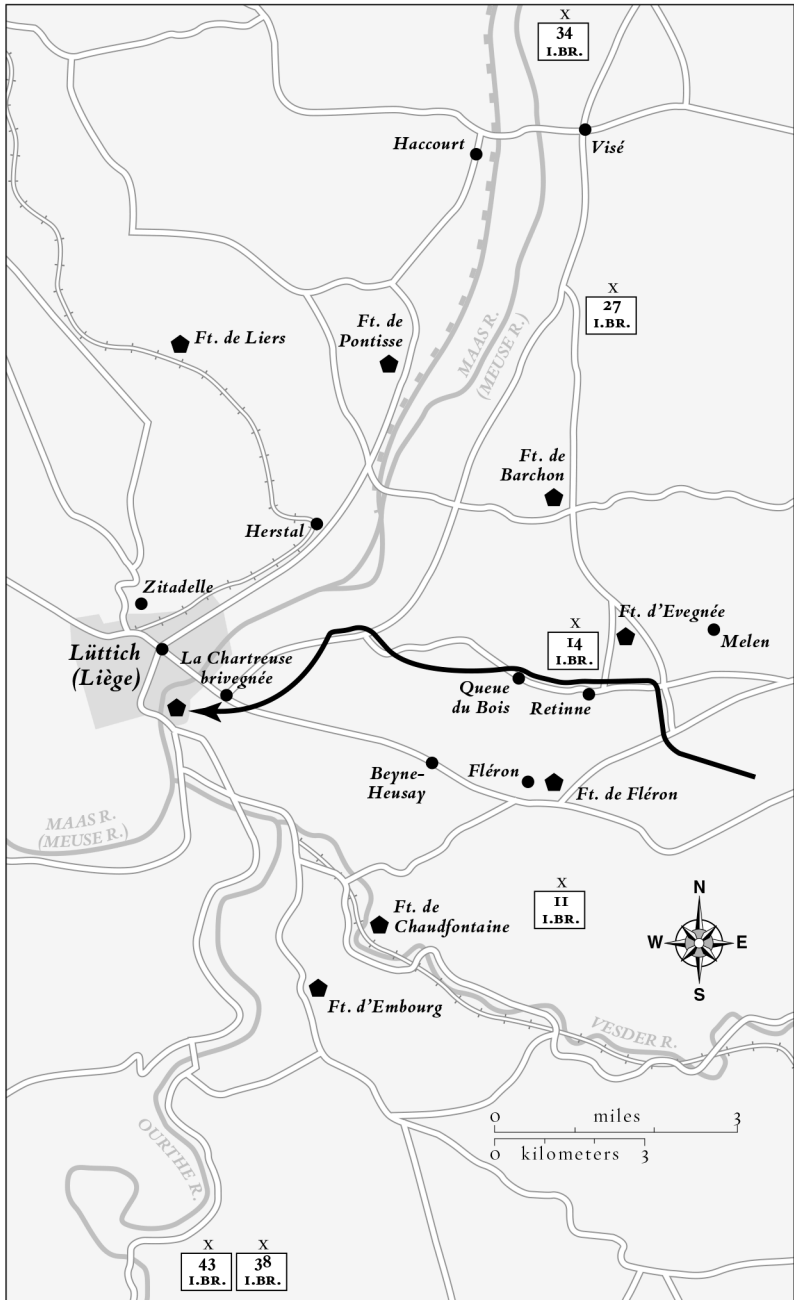 X
34
I.BR.
Haccourt
Visé
X
27
I.BR.
Ft. de Liers
Ft. de
Pontisse
MAAS R.
(MEUSE R.)
Ft. de
Barchon
Herstal
Zitadelle
X
14
I.BR.
Ft. d'Evegnée
Melen
Lüttich
(Liège)
La Chartreuse
brivegnée
Queue
du Bois
Retinne
Beyne-
Heusay
Fléron
Ft. de Fléron
MAAS R.
(MEUSE R.)
X
11
I.BR.
Ft. de
Chaudfontaine
N
W
E
S
Ft. d'Embourg
VESDER R.
OURTHE R.
0 miles 3
0 kilometers 3
X
43
I.BR.
X
38
I.BR.